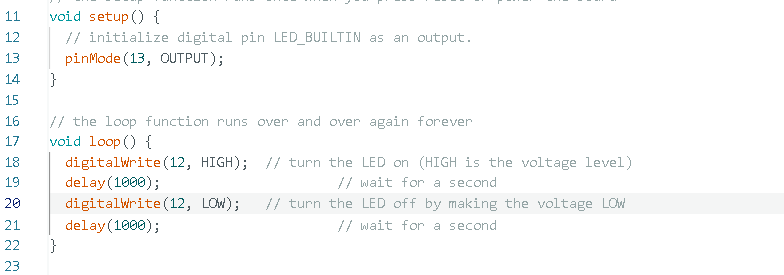 11 void setup() {
12 // initialize digital pin LED_BUILTIN as an output.
13 pinMode(13, OUTPUT);
14 }
15
16 // the loop function runs over and over again forever
17 void loop() {
18 digitalWrite(12, HIGH); // turn the LED on (HIGH is the voltage level)
19 delay(1000); // wait for a second
20 digitalWrite(12, LOW); // turn the LED off by making the voltage LOW
21 delay(1000); // wait for a second
22 }
23